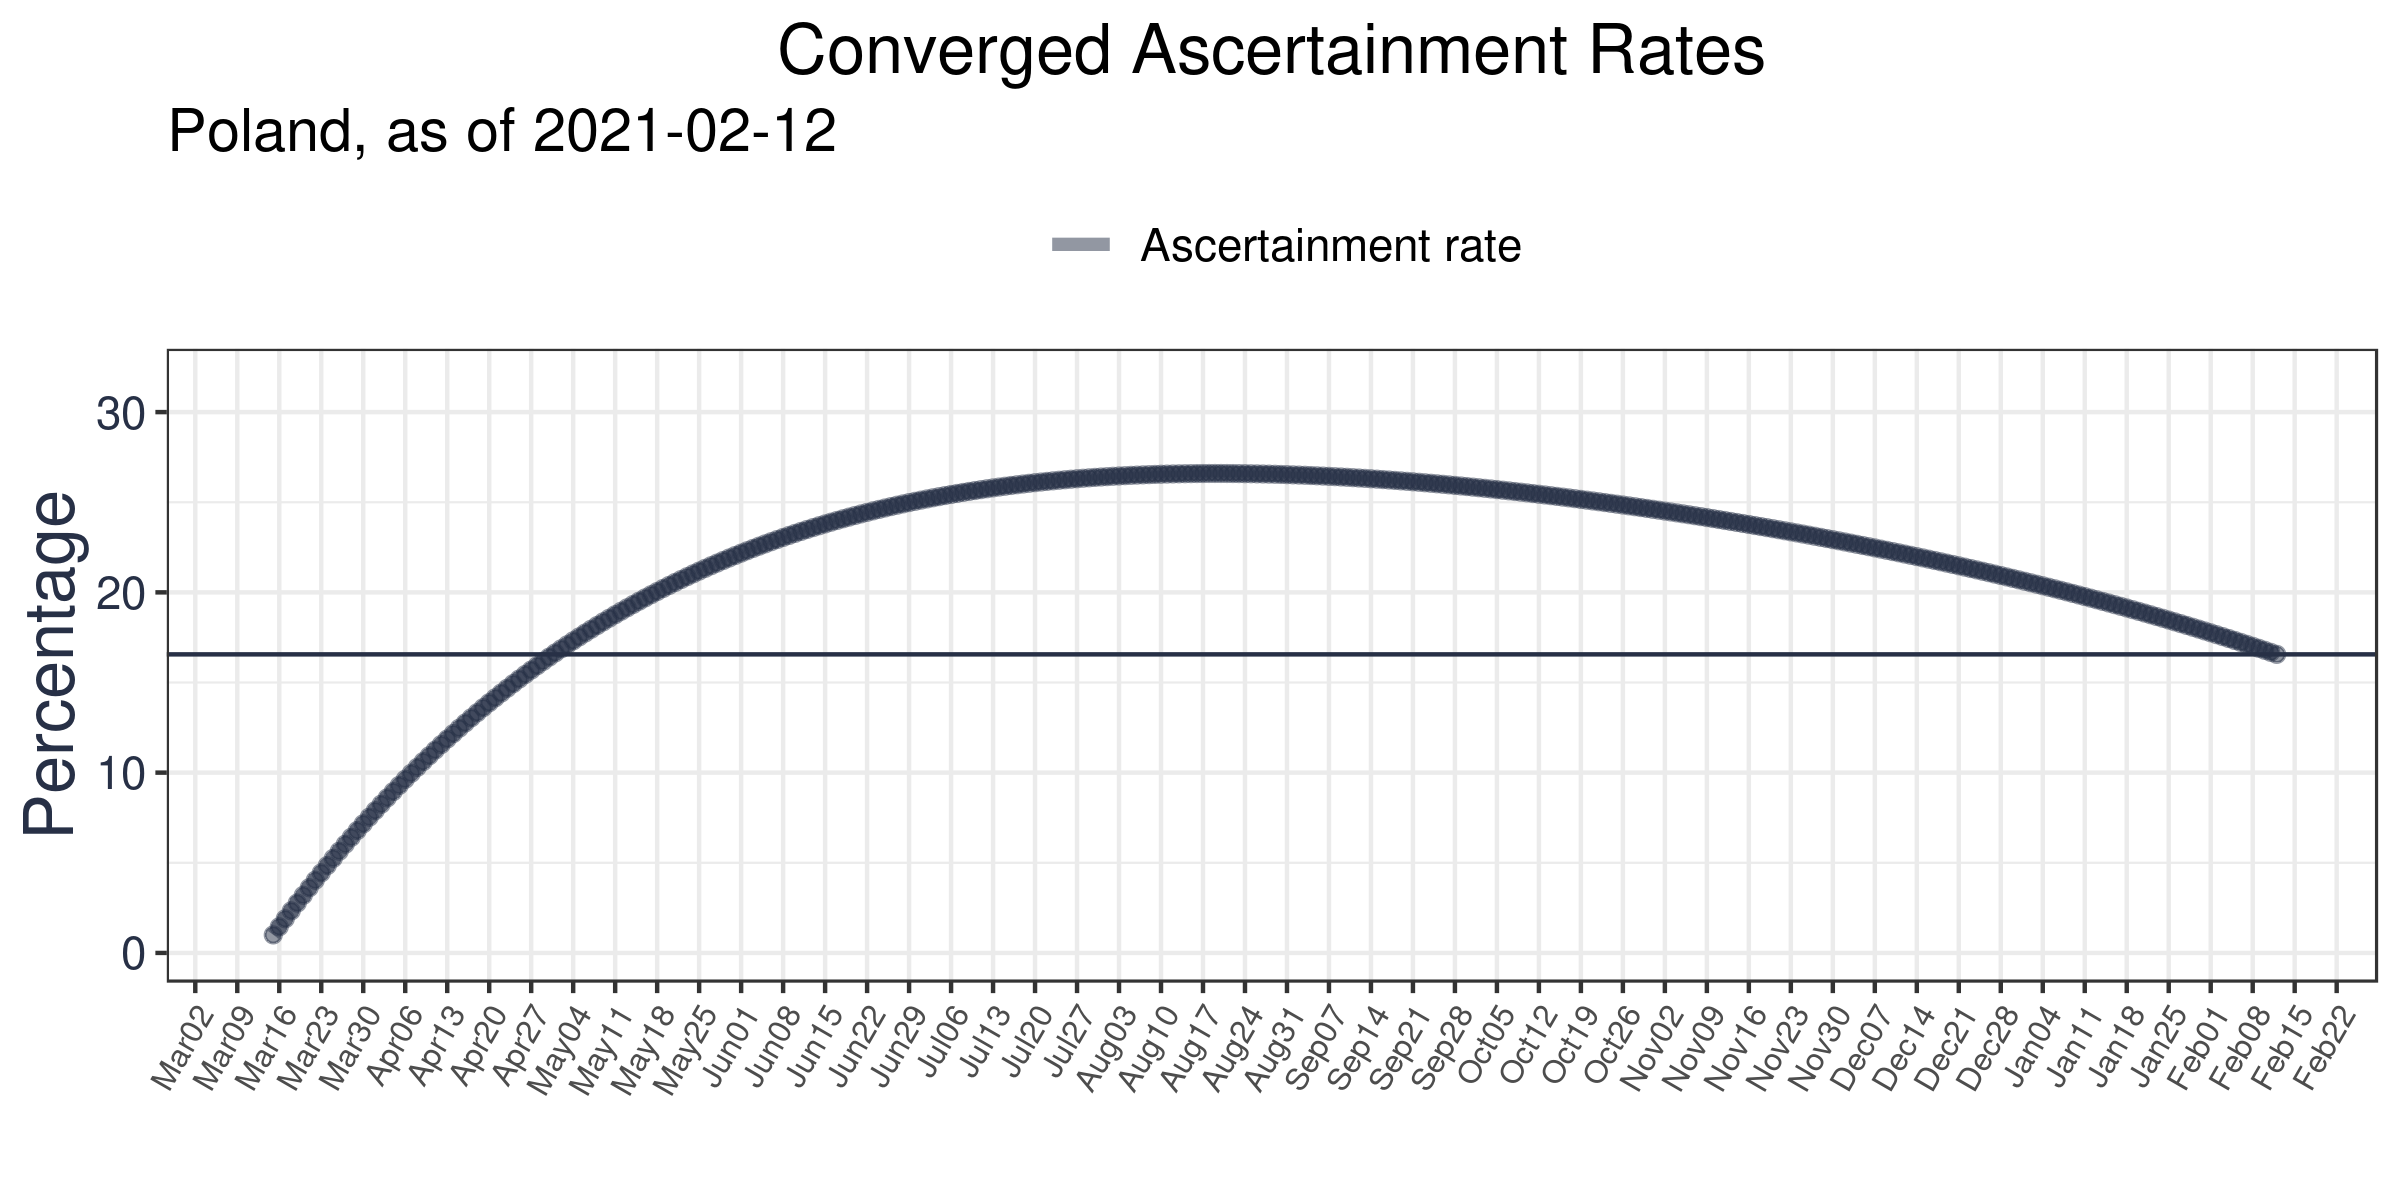 Converged Ascertainment Rates
Poland, as of 2021-02-12
Ascertainment rate
Percentage
30
20
10
0
Mar02
Mar09
Mar16
Mar23
Mar30
Apr06
Apr13
Apr20
Apr27
May04
May11
May18
May25
Jun01
Jun08
Jun15
Jun22
Jun29
Jul06
Jul13
Jul20
Jul27
Aug03
Aug10
Aug17
Aug24
Aug31
Sep07
Sep14
Sep21
Sep28
Oct05
Oct12
Oct19
Oct26
Nov02
Nov09
Nov16
Nov23
Nov30
Dec07
Dec14
Dec21
Dec28
Jan04
Jan11
Jan18
Jan25
Feb01
Feb08
Feb15
Feb22